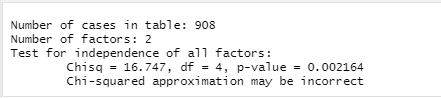 Number of cases in table: 908
Number of factors: 2
Test for independence of all factors:
Chisq = 16.747, df = 4, p-value = 0.002164
Chi-squared approximation may be incorrect